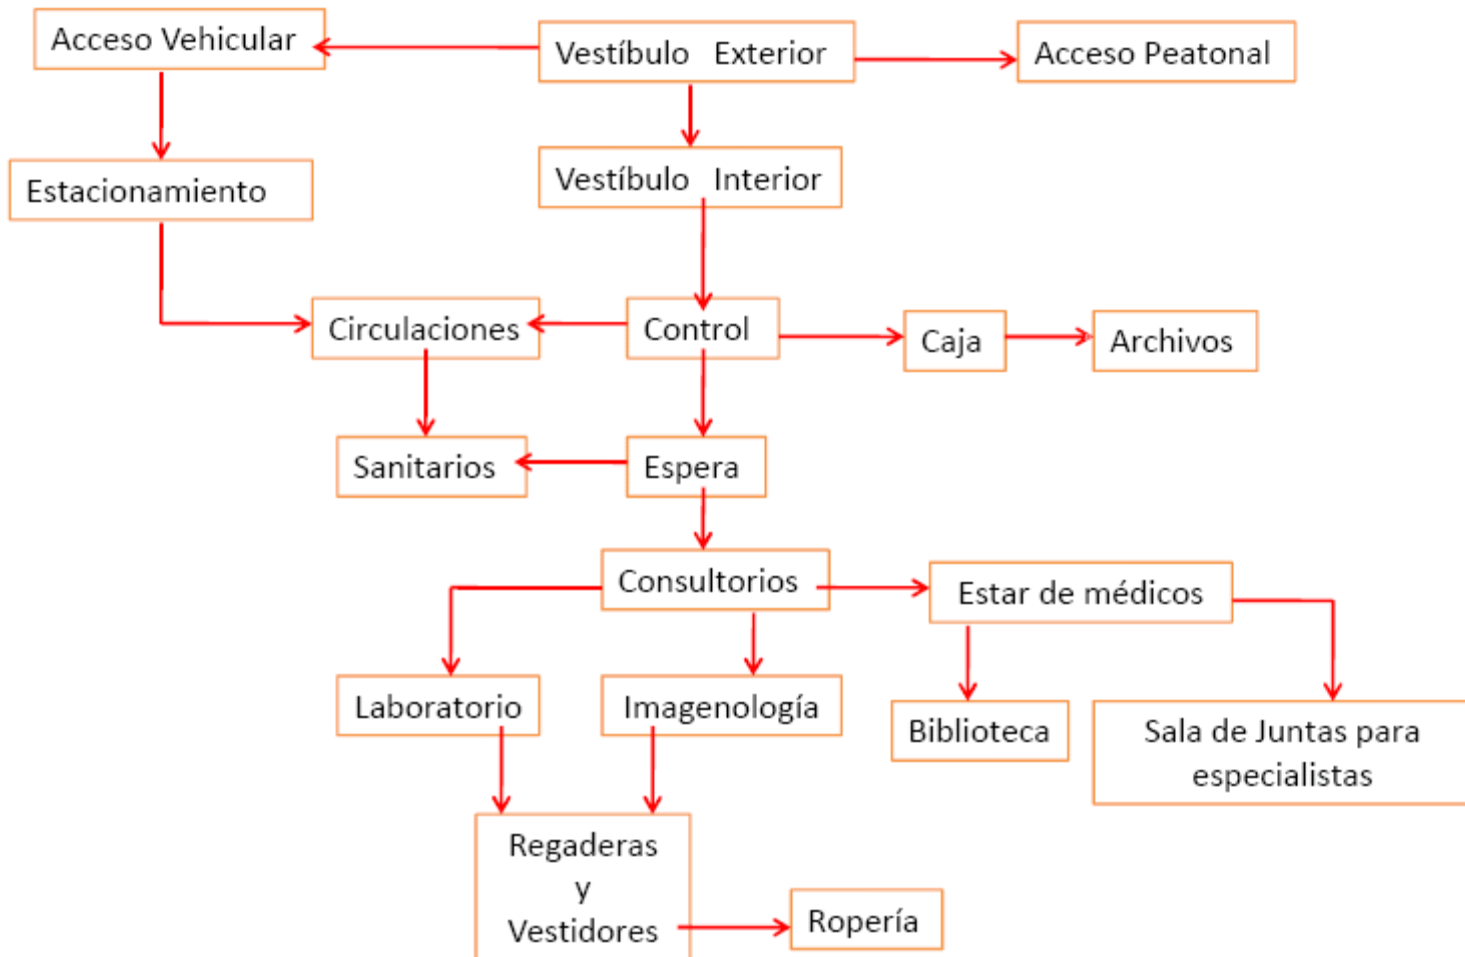 Acceso Vehicular
Vestíbulo Exterior
Acceso Peatonal
Estacionamiento
Vestíbulo Interior
Circulaciones
Control
Caja
Archivos
Sanitarios
Espera
Consultorios
Estar de médicos
Laboratorio
Imagenología
Biblioteca
Sala de Juntas para
especialistas
Regaderas
y
Vestidores
Ropería